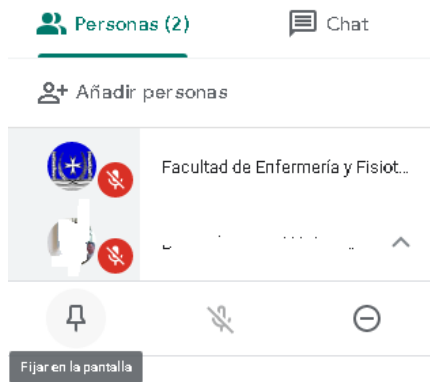 Personas (2)
Chat
Añadir personas
Facultad de Enfermería y Fisiot...
Fijar en la pantalla